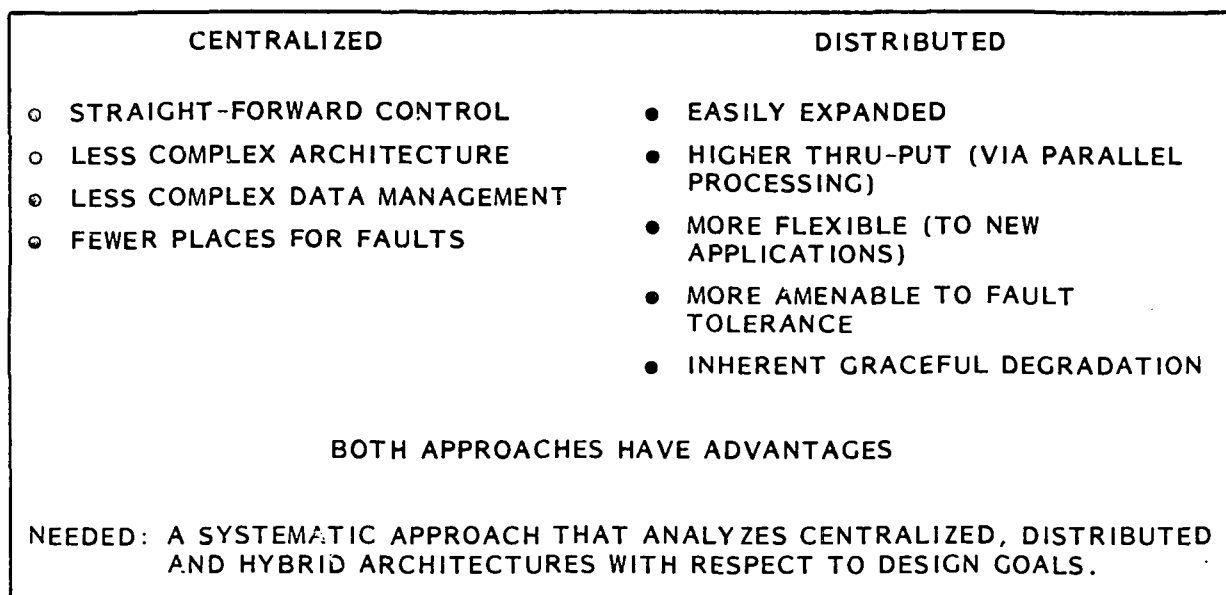 CENTRALIZED
○ STRAIGHT-FORWARD CONTROL
○ LESS COMPLEX ARCHITECTURE
○ LESS COMPLEX DATA MANAGEMENT
○ FEWER PLACES FOR FAULTS
DISTRIBUTED
● EASILY EXPANDED
● HIGHER THRU-PUT (VIA PARALLEL
PROCESSING)
● MORE FLEXIBLE (TO NEW
APPLICATIONS)
● MORE AMENABLE TO FAULT
TOLERANCE
● INHERENT GRACEFUL DEGRADATION
BOTH APPROACHES HAVE ADVANTAGES
NEEDED: A SYSTEMATIC APPROACH THAT ANALYZES CENTRALIZED, DISTRIBUTED
AND HYBRID ARCHITECTURES WITH RESPECT TO DESIGN GOALS.